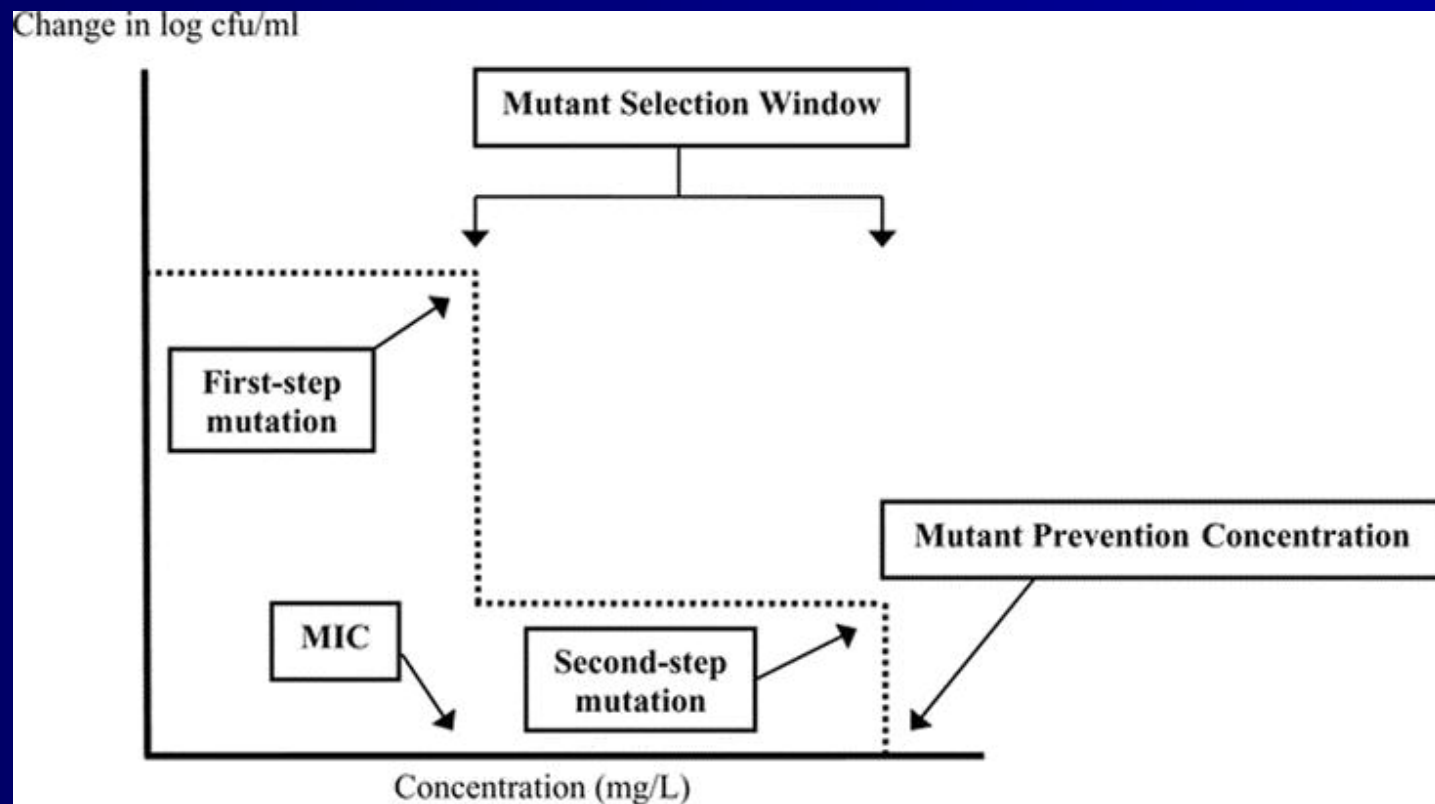 Change in log cfu/ml
Mutant Selection Window
First-step
mutation
Mutant Prevention Concentration
MIC
Second-step
mutation
Concentration (mg/L)